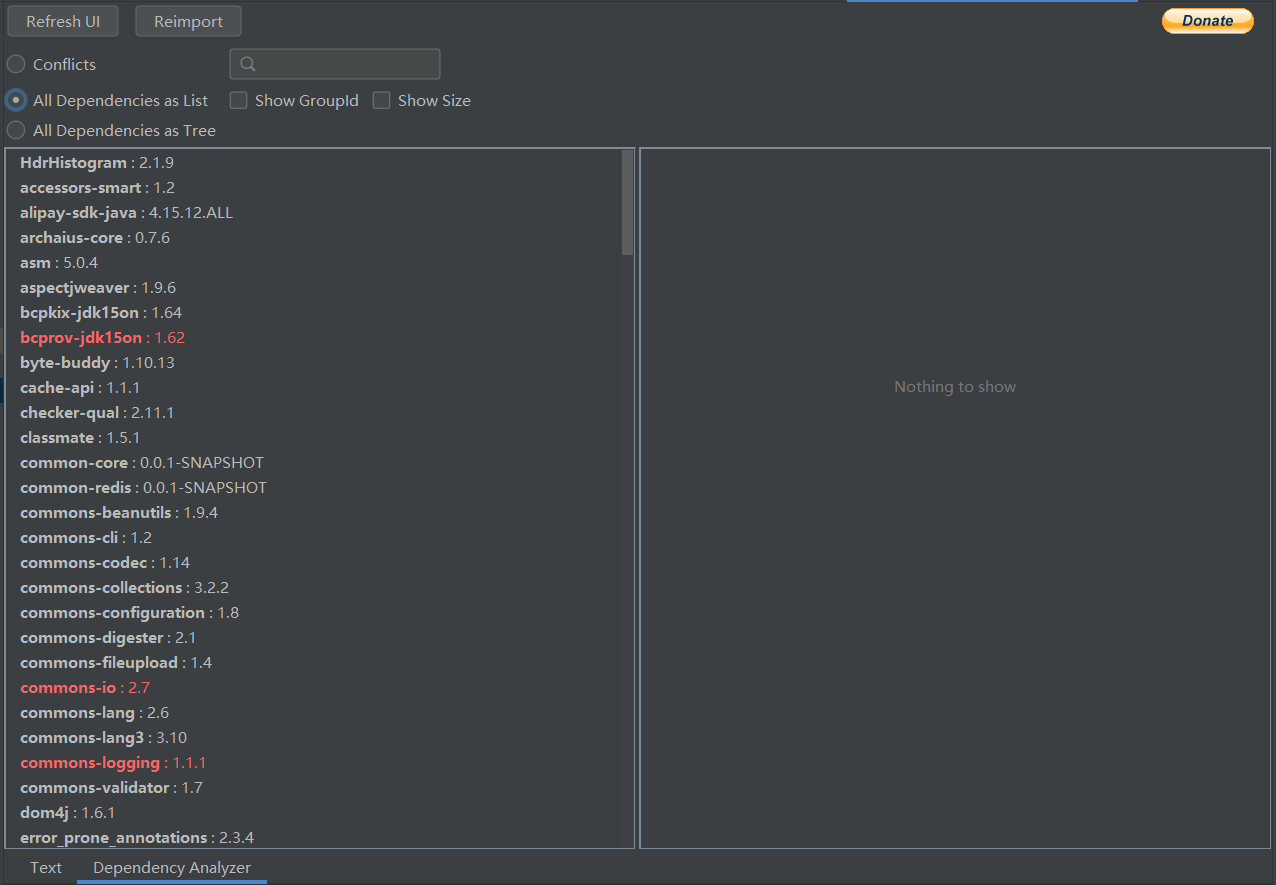 Refresh UI Reimport Donate
Conflicts
All Dependencies as List Show GroupId Show Size
All Dependencies as Tree
HdrHistogram : 2.1.9
accessors-smart : 1.2
alipay-sdk-java : 4.15.12.ALL
archaius-core : 0.7.6
asm : 5.0.4
aspectjweaver : 1.9.6
bcpkix-jdk15on : 1.64
bcprov-jdk15on : 1.62
byte-buddy : 1.10.13
cache-api : 1.1.1
checker-qual : 2.11.1
classmate : 1.5.1
common-core : 0.0.1-SNAPSHOT
common-redis : 0.0.1-SNAPSHOT
commons-beanutils : 1.9.4
commons-cli : 1.2
commons-codec : 1.14
commons-collections : 3.2.2
commons-configuration : 1.8
commons-digester : 2.1
commons-fileupload : 1.4
commons-io : 2.7
commons-lang : 2.6
commons-lang3 : 3.10
commons-logging : 1.1.1
commons-validator : 1.7
dom4j : 1.6.1
error_prone_annotations : 2.3.4
Nothing to show
Text Dependency Analyzer